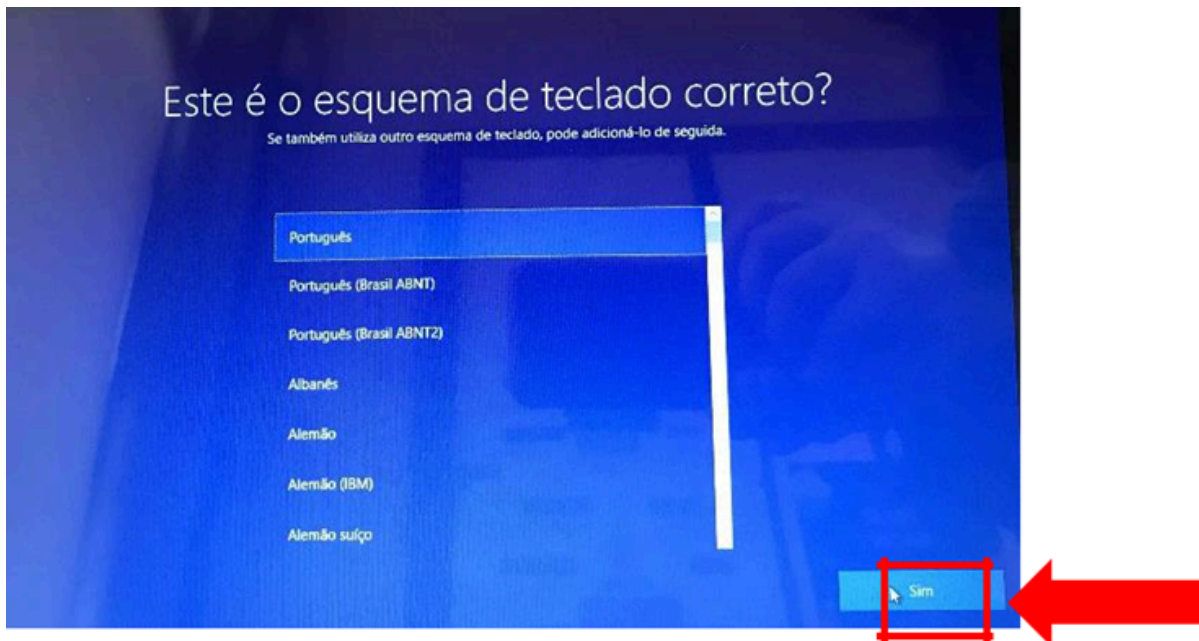 Este é o esquema de teclado correto?
Se também utiliza outro esquema de teclado, pode adicioná-lo de seguida.
Português
Português (Brasil ABNT)
Português (Brasil ABNT2)
Albanês
Alemão
Alemão (IBM)
Alemão suíço
Sim